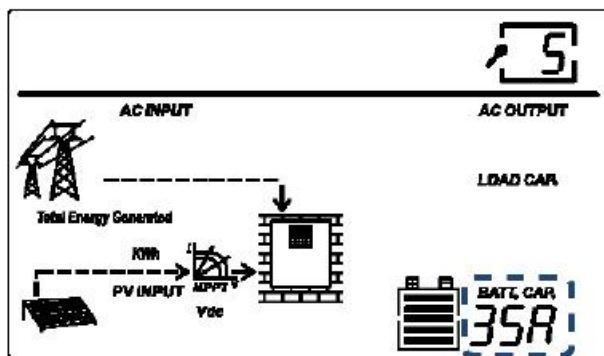 5
AC INPUT
AC OUTPUT
LOAD CAP.
Total Energy Generated
KWh
MPPT
PV INPUT
Vdc
BATT, CAP,
35A